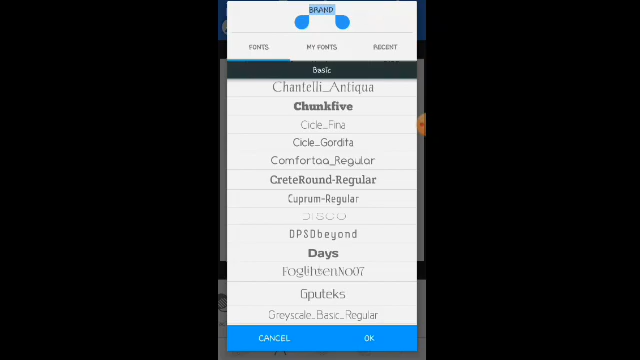 BRAND
FONTS MY FONTS RECENT
Basic
Chantelli_Antiqua
Chunkfive
Cicle_Fina
Cicle_Gordita
Comfortaa_Regular
CreteRound-Regular
Cuprum-Regular
DISCO
DPSDbeyond
Days
FoglihtenNo07
Gputeks
Greyscale_Basic_Regular
CANCEL OK